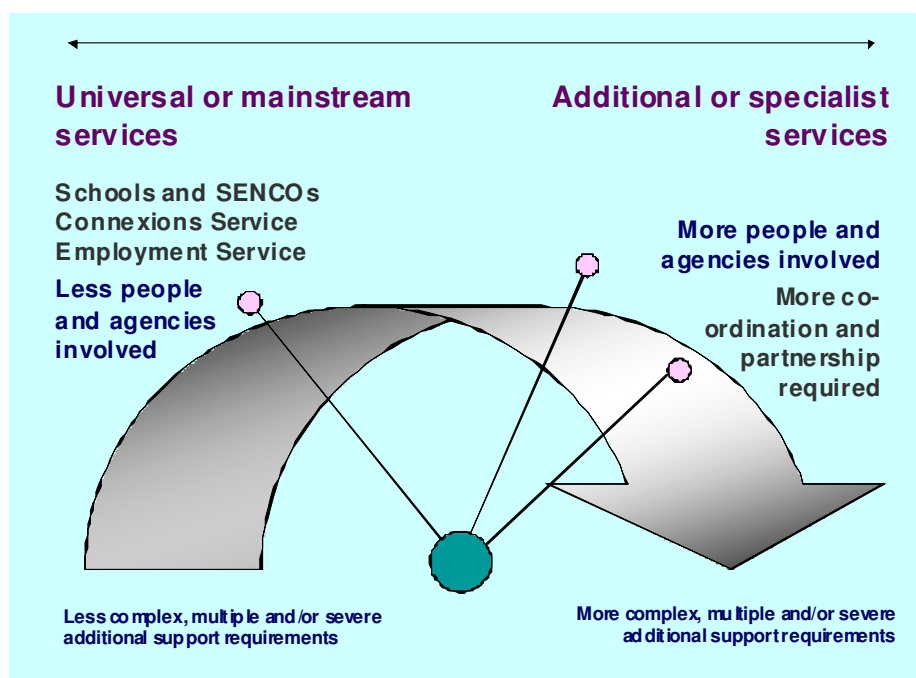 Universal or mainstream
services
Additional or specialist
services
Schools and SENCOs
Connexions Service
Employment Service
Less people
and agencies
involved
More people and
agencies involved
More co-
ordination and
partnership
required
Less complex, multiple and/or severe
additional support requirements
More complex, multiple and/or severe
additional support requirements